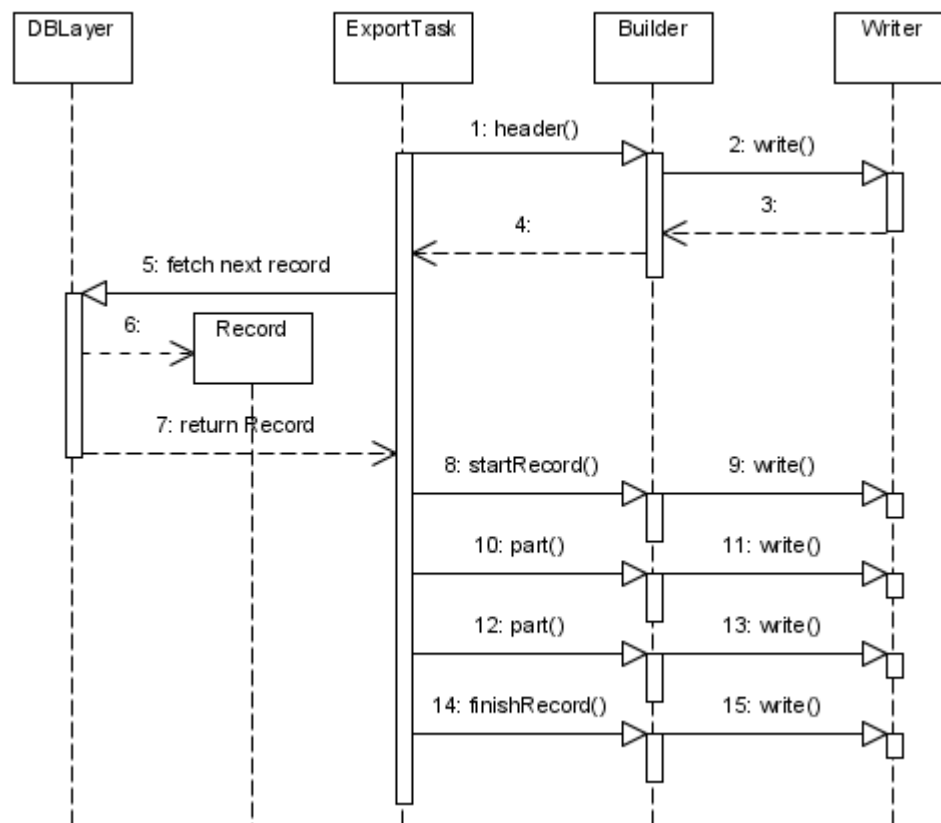 DBLayer
ExportTask
Builder
Writer
1: header()
2: write()
3:
4:
5: fetch next record
6:
Record
7: return Record
8: startRecord()
9: write()
10: part()
11: write()
12: part()
13: write()
14: finishRecord()
15: write()